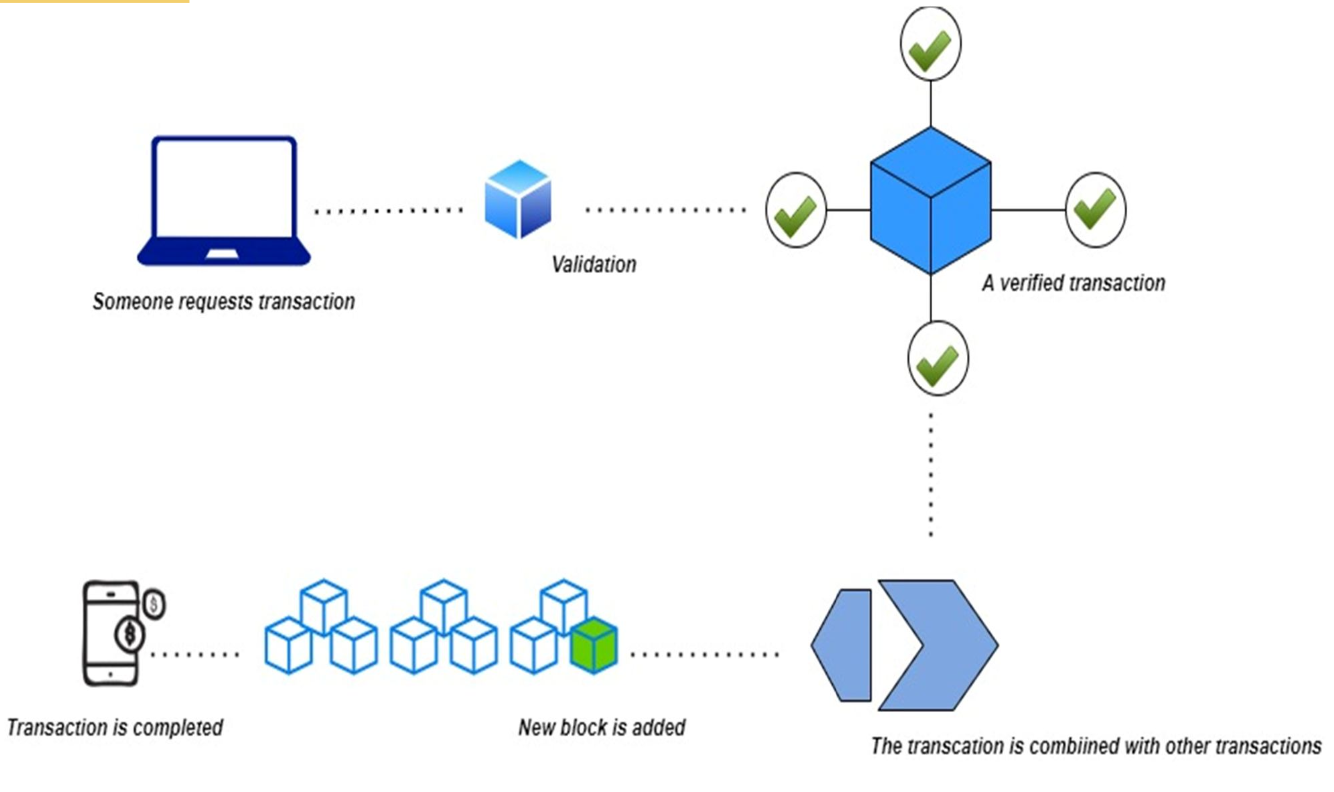 Someone requests transaction
Validation
A verified transaction
The transcation is combiined with other transactions
New block is added
Transaction is completed